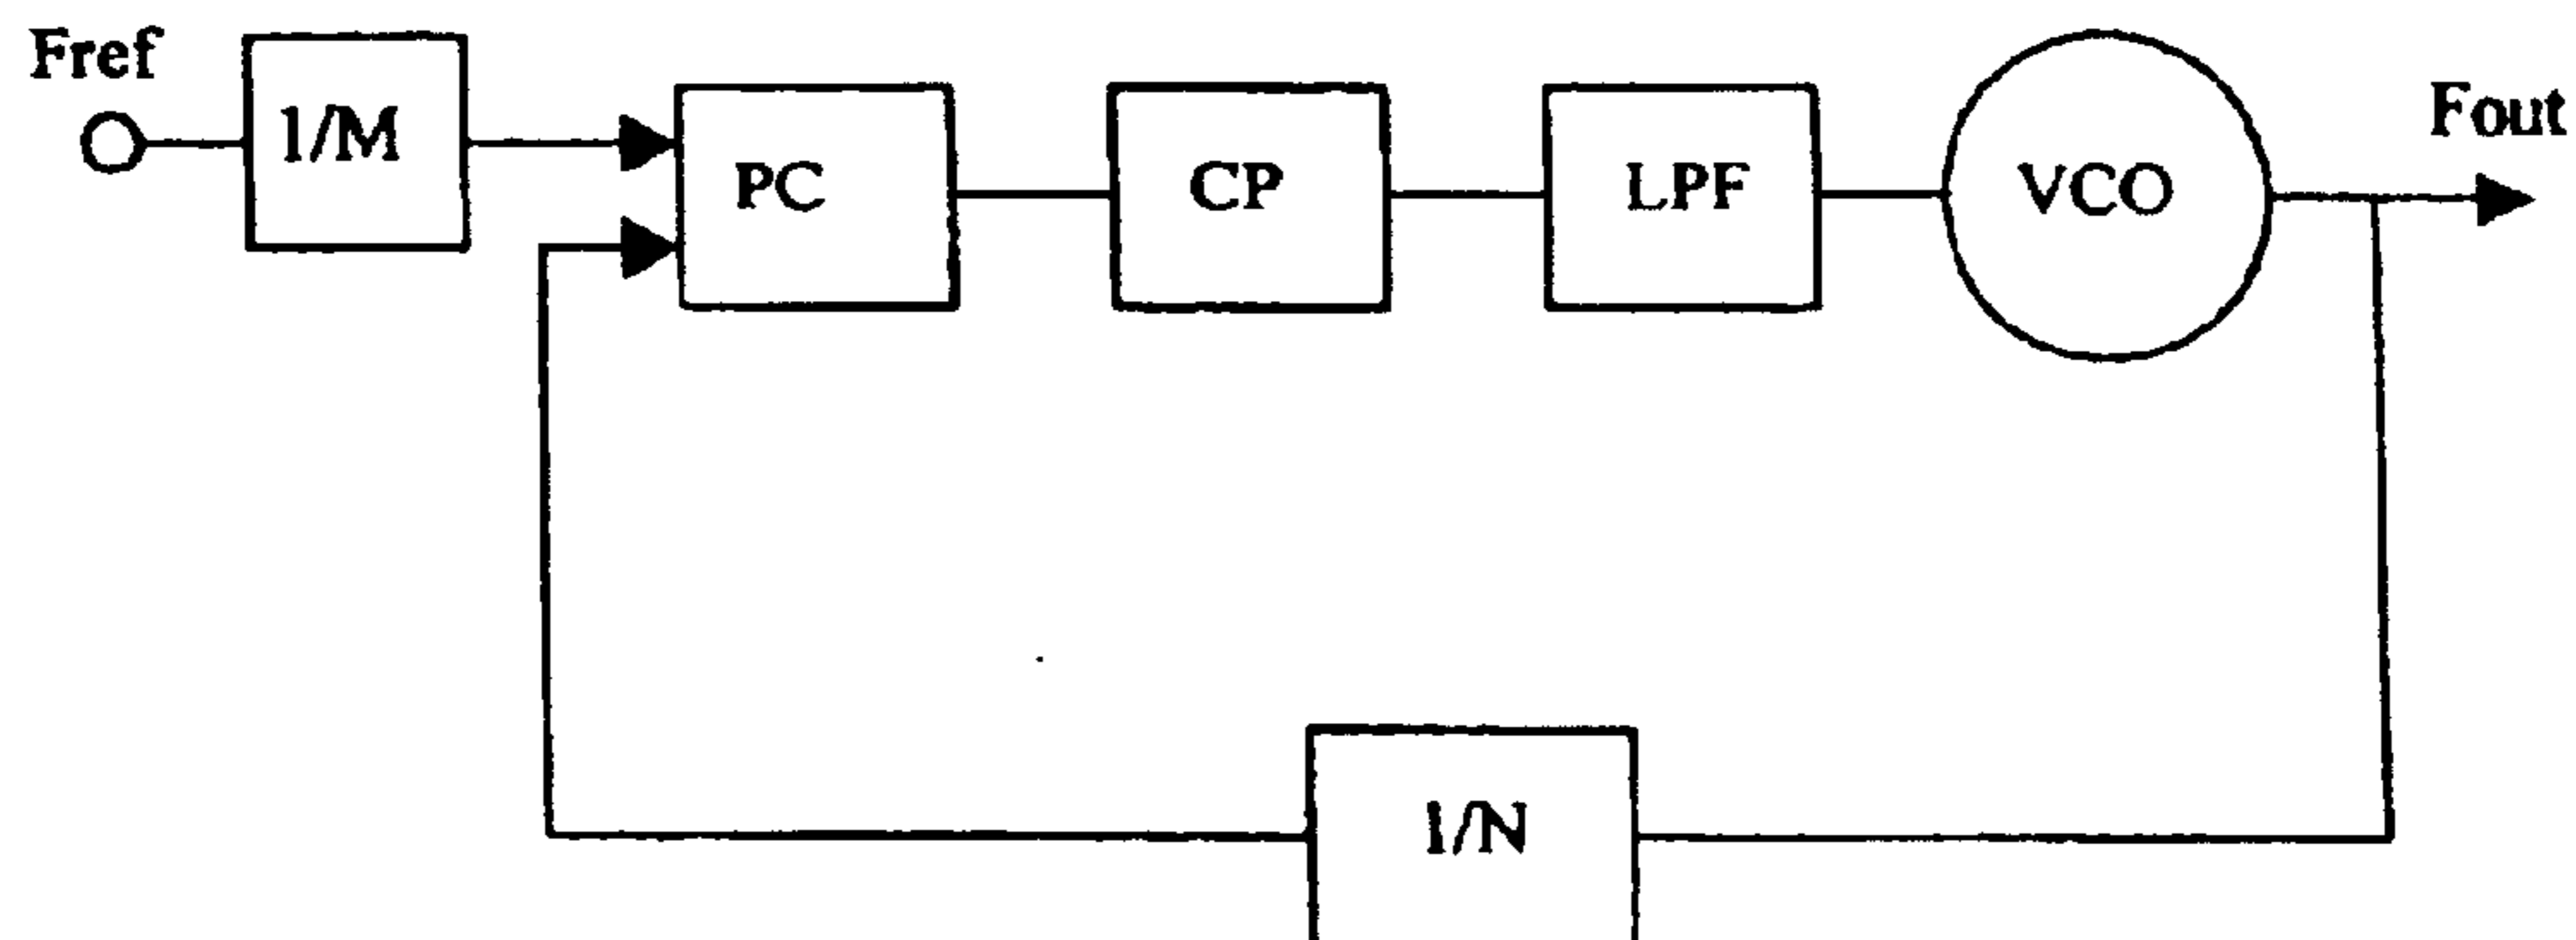 Fref
1/M
PC
CP
LPF
VCO
Fout
1/N